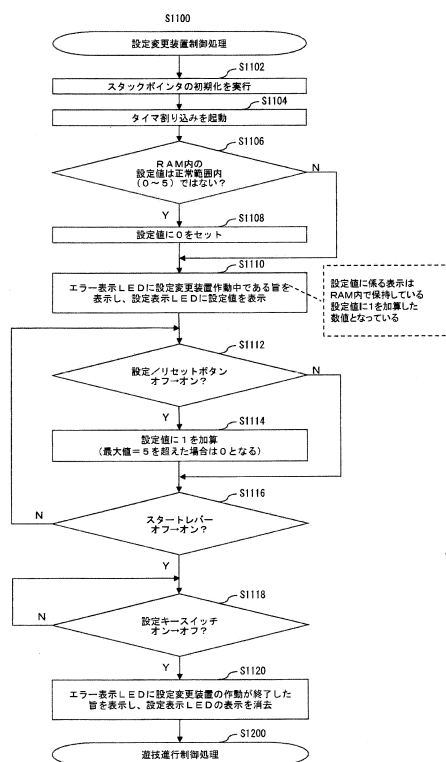 S1100
設定変更装置制御処理
S1102
スタックポインタの初期化を実行
S1104
タイマ割り込みを起動
S1106
RAM内の
設定値は正常範囲内
(0～5)ではない?
N
Y
S1108
設定値に0をセット
S1110
エラー表示LEDに設定変更装置作動中である旨を
表示し、設定表示LEDに設定値を表示
設定値に係る表示は
RAM内で保持している
設定値に1を加算した
数値となっている
S1112
設定/リセットボタン
オフ→オン?
N
Y
S1114
設定値に1を加算
(最大値=5を超えた場合は0となる)
S1116
スタートレバー
オフ→オン?
N
Y
S1118
設定キースイッチ
オン→オフ?
N
Y
S1120
エラー表示LEDに設定変更装置の作動が終了した
旨を表示し、設定表示LEDの表示を消去
S1200
遊技進行制御処理